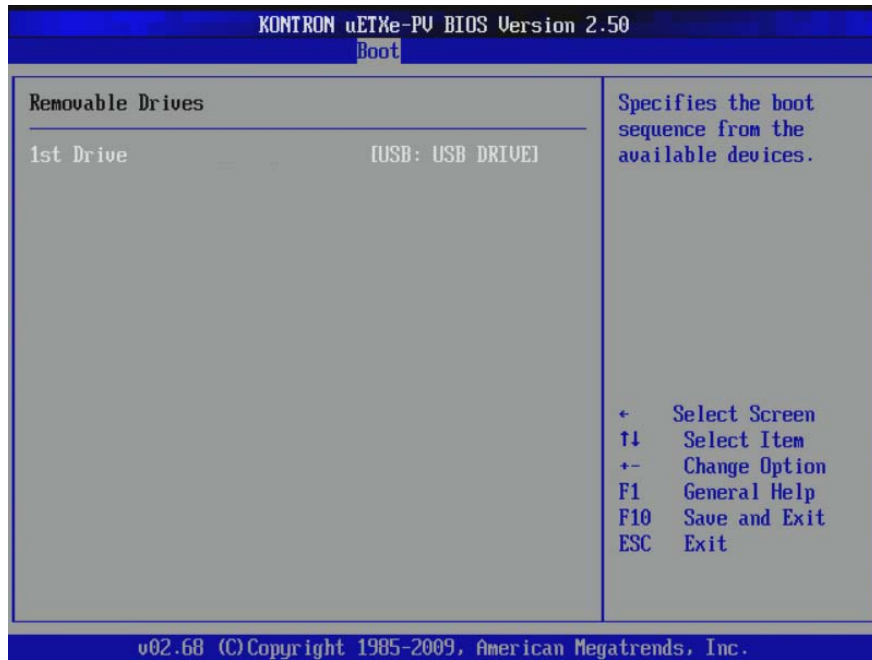 KONTRON uETXe-PV BIOS Version 2.50
Boot
Removable Drives
1st Drive [USB: USB DRIVE]
Specifies the boot
sequence from the
available devices.
← Select Screen
↑↓ Select Item
+- Change Option
F1 General Help
F10 Save and Exit
ESC Exit
v02.68 (C)Copyright 1985-2009, American Megatrends, Inc.